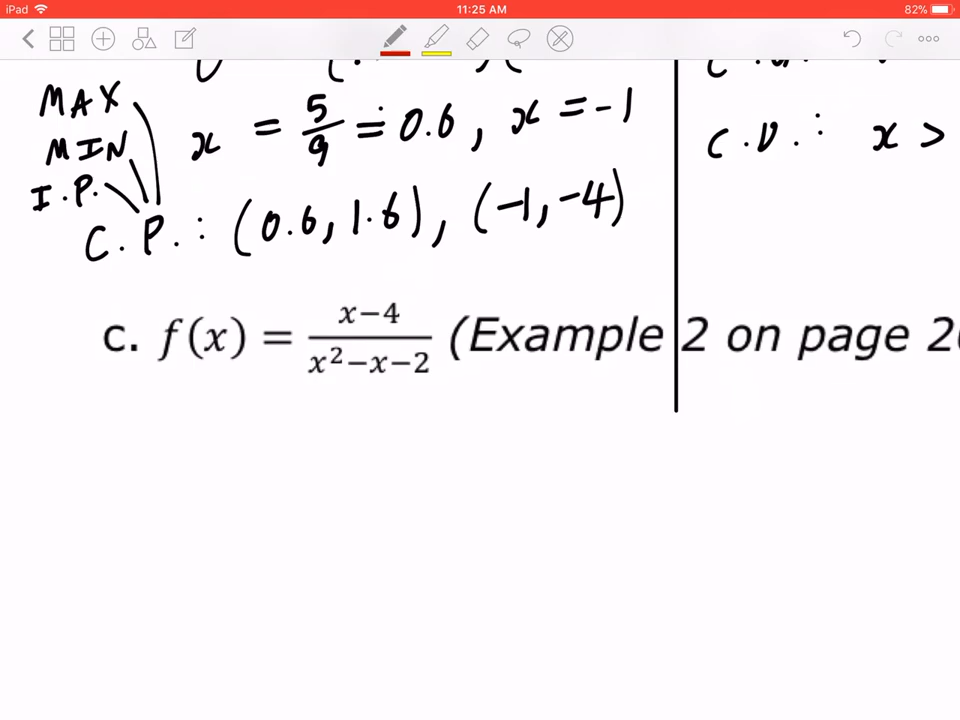 iPad 11:25 AM 82%
MAX
MIN
I.P.
x = 5/9 ≐ 0.6, x = -1
C.V.: x >
C.P.: (0.6, 1.6), (-1, -4)
c. f(x) = x−4 / x²−x−2 (Example 2 on page 2